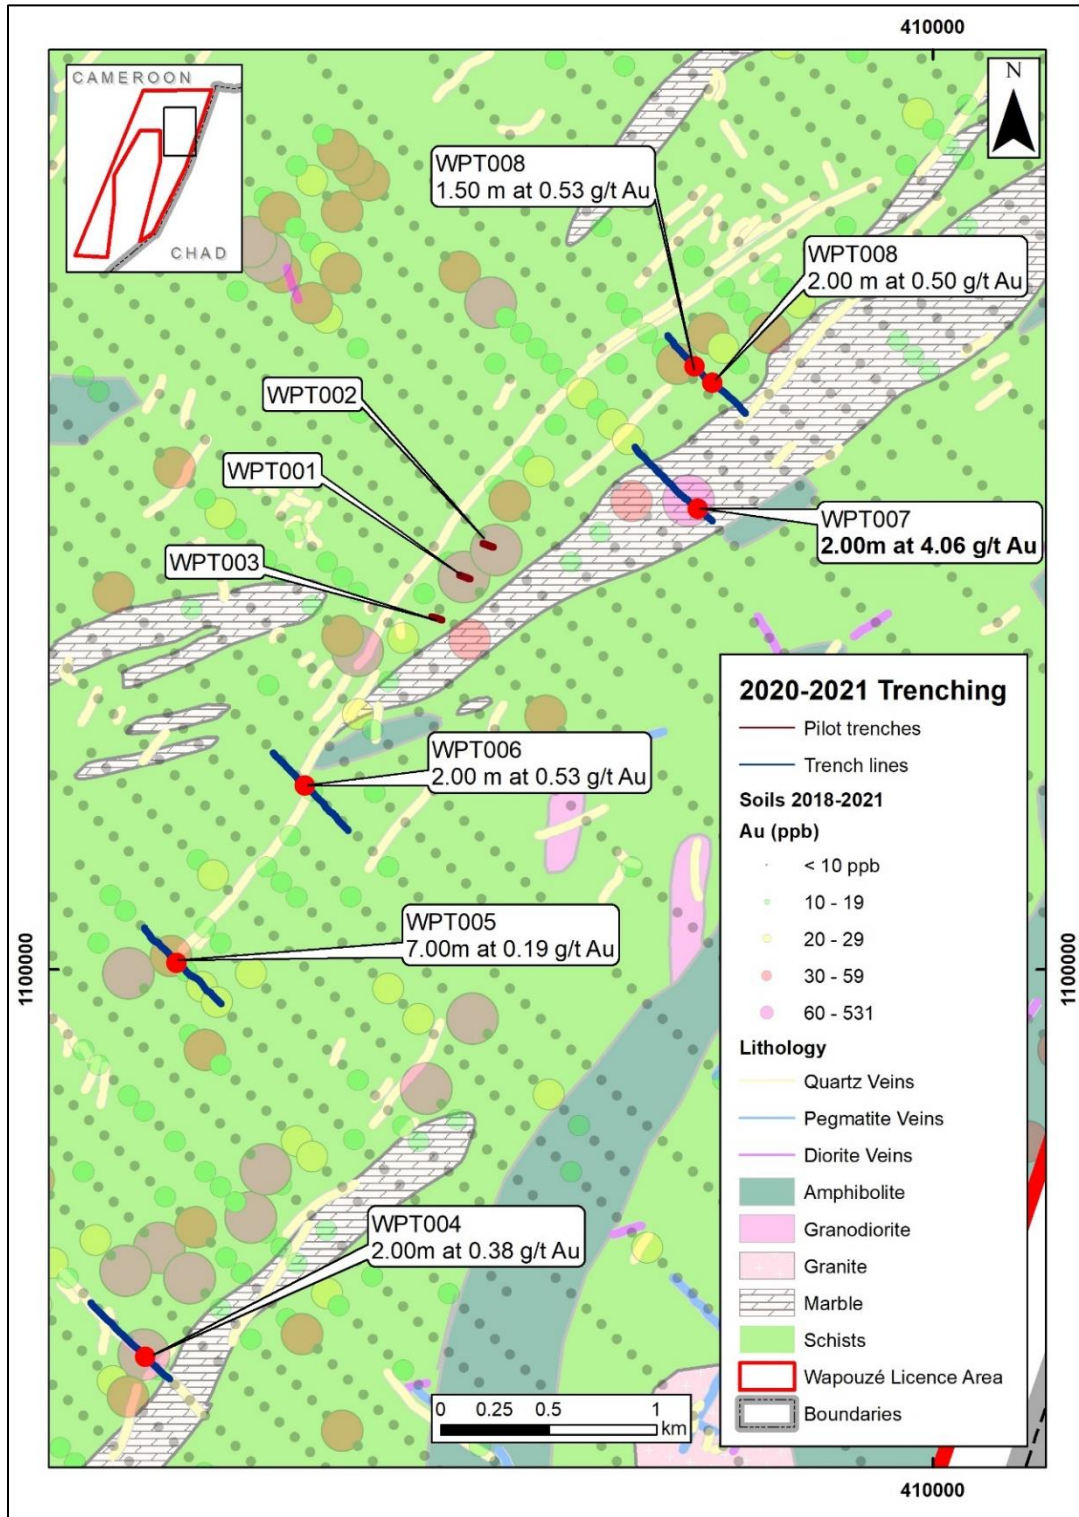 410000
CAMEROON
CHAD
N
WPT008
1.50 m at 0.53 g/t Au
WPT008
2.00 m at 0.50 g/t Au
WPT002
WPT001
WPT003
WPT007
2.00m at 4.06 g/t Au
WPT006
2.00 m at 0.53 g/t Au
WPT005
7.00m at 0.19 g/t Au
WPT004
2.00m at 0.38 g/t Au
1100000
1100000
2020-2021 Trenching
Pilot trenches
Trench lines
Soils 2018-2021
Au (ppb)
< 10 ppb
10 - 19
20 - 29
30 - 59
60 - 531
Lithology
Quartz Veins
Pegmatite Veins
Diorite Veins
Amphibolite
Granodiorite
Granite
Marble
Schists
Wapouzé Licence Area
Boundaries
0 0.25 0.5 1
km
410000